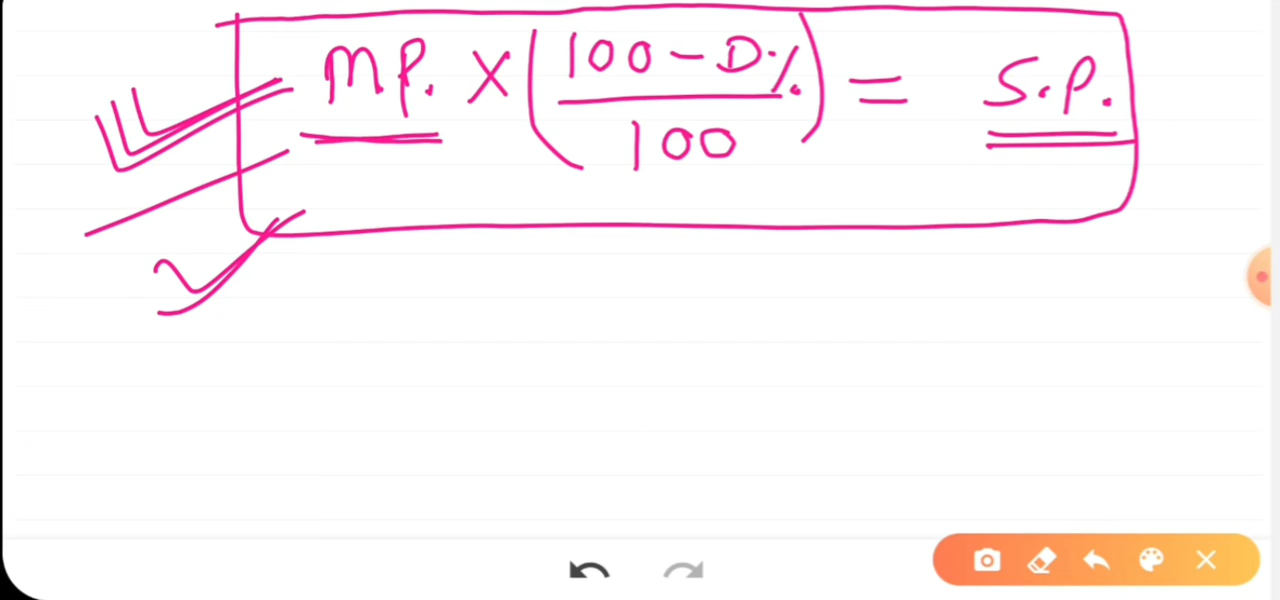 M.P. × (100 - D% / 100) = S.P.